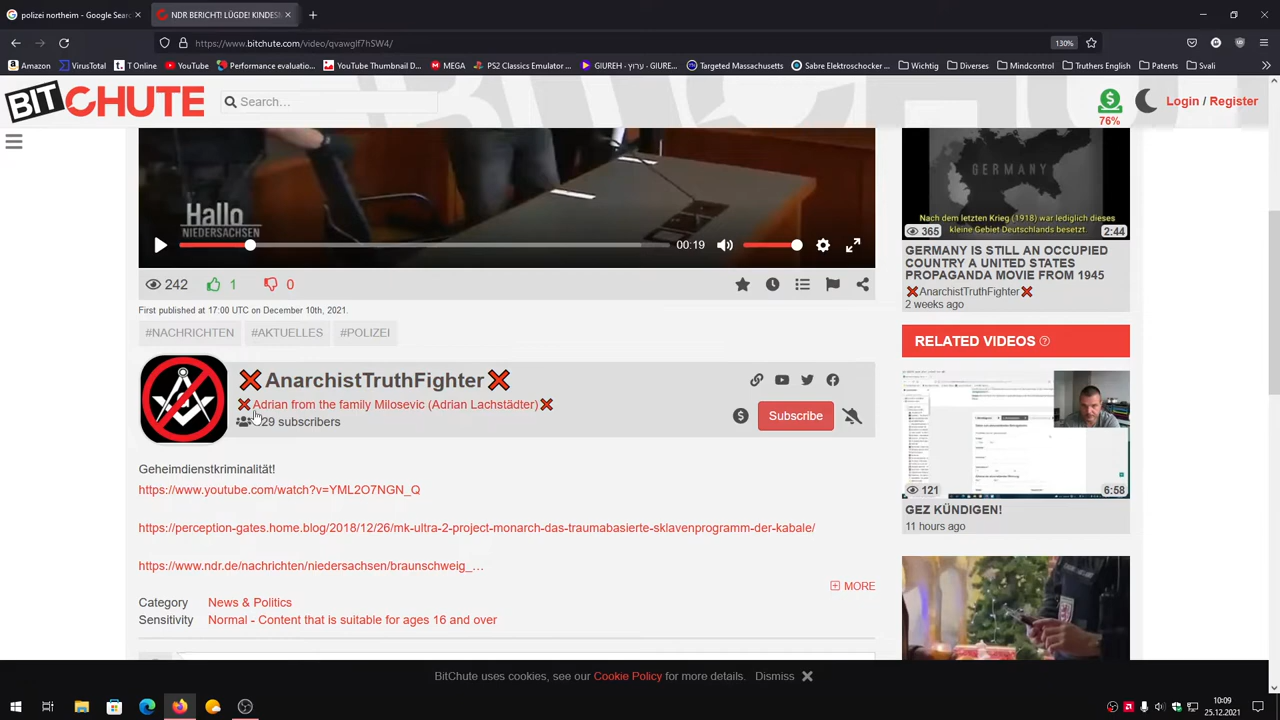 polizei northeim - Google Sear
NDR BERICHT! LÜGDE! KINDESM
https://www.bitchute.com/video/qvawglf7hSW4/
130%
Amazon
VirusTotal
T Online
YouTube
Performance evaluatio...
YouTube Thumbnail D...
MEGA
PS2 Classics Emulator ...
GIUREH - ערוץ - GIURE...
Targeted Massachusetts
Sabre Elektroschocker ...
Wichtig
Diverses
Mindcontrol
Truthers English
Patents
Svali
BITCHUTE
Search...
76%
Login / Register
Hallo
NIEDERSACHSEN
00:19
242
1
0
First published at 17:00 UTC on December 10th, 2021.
#NACHRICHTEN
#AKTUELLES
#POLIZEI
Anarchist TruthFighter
Adrian from the family Milosevic (Adrian Lachstädter)
Subscribe
Geheimdienstkriminalität!
https://www.youtube.com/watch?v=YML2O7NGN_Q
https://perception-gates.home.blog/2018/12/26/mk-ultra-2-project-monarch-das-traumabasierte-sklavenprogramm-der-kabale/
https://www.ndr.de/nachrichten/niedersachsen/braunschweig_...
MORE
Category News & Politics
Sensitivity Normal - Content that is suitable for ages 16 and over
GERMANY
Nach dem letzten Krieg (1918) war lediglich dieses
kleine Gebiet Deutschlands besetzt.
365
2:44
GERMANY IS STILL AN OCCUPIED
COUNTRY A UNITED STATES
PROPAGANDA MOVIE FROM 1945
AnarchistTruthFighter
2 weeks ago
RELATED VIDEOS
121
6:58
GEZ KÜNDIGEN!
11 hours ago
BitChute uses cookies, see our Cookie Policy for more details. Dismiss
10:09
25.12.2021